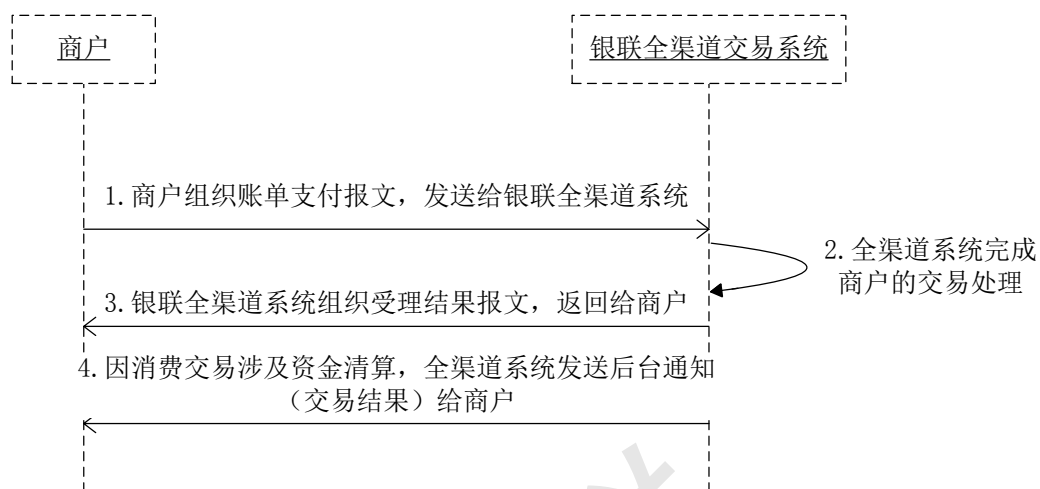 商户
银联全渠道交易系统
1.商户组织账单支付报文，发送给银联全渠道系统
2.全渠道系统完成
商户的交易处理
3.银联全渠道系统组织受理结果报文，返回给商户
4.因消费交易涉及资金清算，全渠道系统发送后台通知
（交易结果）给商户